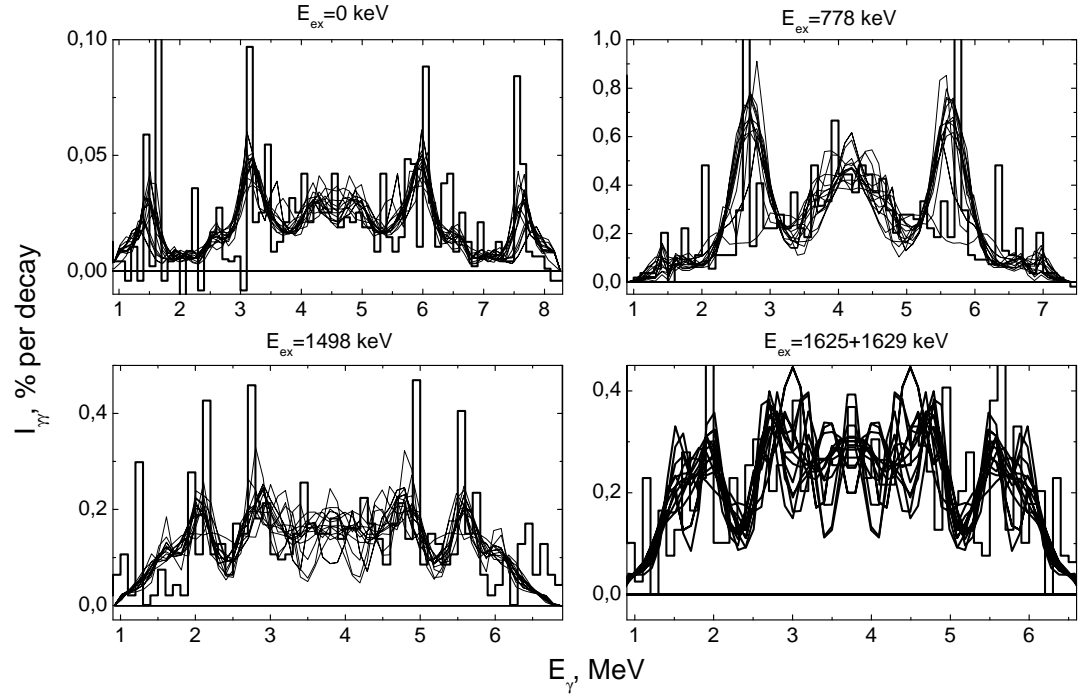 E_ex=0 keV
E_ex=778 keV
0,10
0,05
0,00
1 2 3 4 5 6 7 8
1,0
0,8
0,6
0,4
0,2
0,0
1 2 3 4 5 6 7
E_ex=1498 keV
E_ex=1625+1629 keV
0,4
0,2
0,0
1 2 3 4 5 6
0,4
0,2
0,0
1 2 3 4 5 6
I_γγ, % per decay
E_γ, MeV